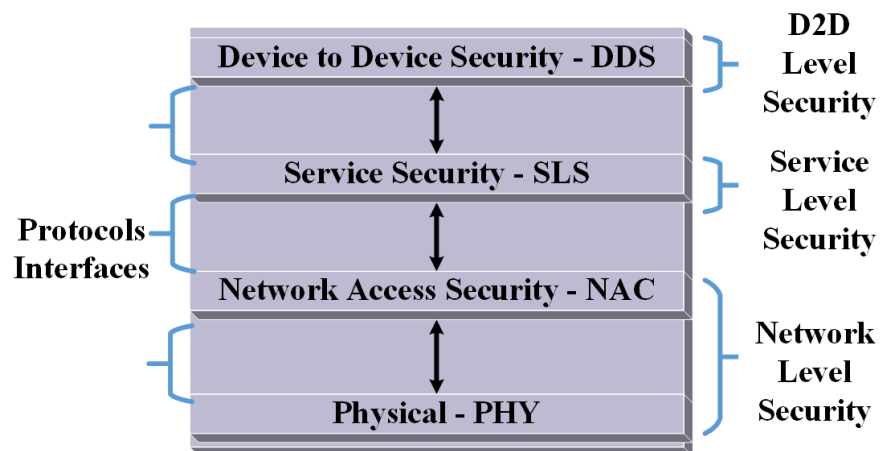 Device to Device Security - DDS
D2D
Level
Security
Service Security - SLS
Service
Level
Security
Protocols
Interfaces
Network Access Security - NAC
Network
Level
Security
Physical - PHY